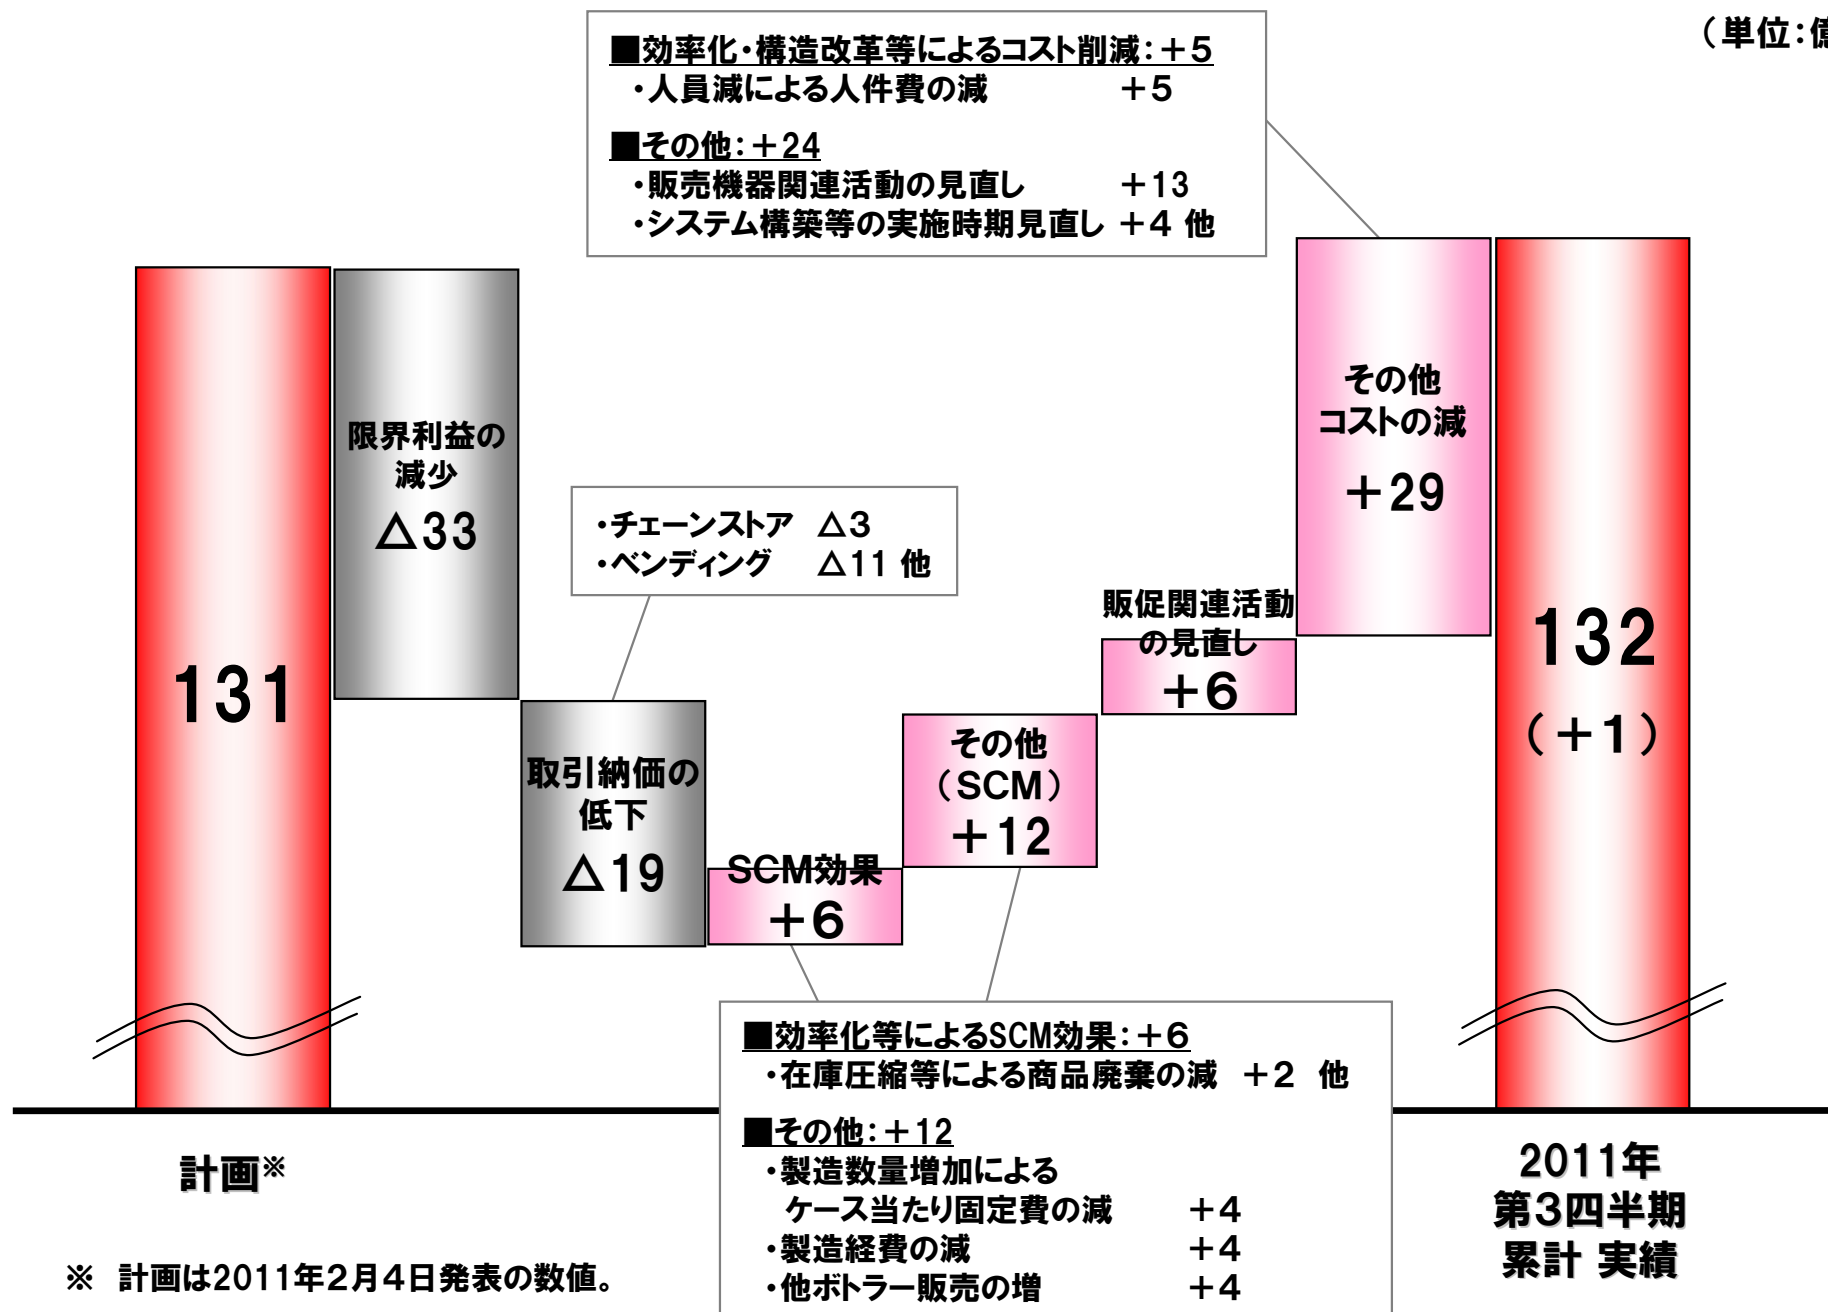 （単位：億
■効率化・構造改革等によるコスト削減：＋５
・人員減による人件費の減 ＋５
■その他：＋24
・販売機器関連活動の見直し ＋13
・システム構築等の実施時期見直し ＋４ 他
131
限界利益の
減少
△33
・チェーンストア △３
・ベンディング △11 他
取引納価の
低下
△19
SCM効果
＋６
その他
（SCM）
＋12
販促関連活動
の見直し
＋６
その他
コストの減
＋29
132
（＋１）
■効率化等によるSCM効果：＋６
・在庫圧縮等による商品廃棄の減 ＋２ 他
■その他：＋12
・製造数量増加による
ケース当たり固定費の減 ＋４
・製造経費の減 ＋４
・他ボトラー販売の増 ＋４
計画※
2011年
第３四半期
累計 実績
※ 計画は2011年２月４日発表の数値。